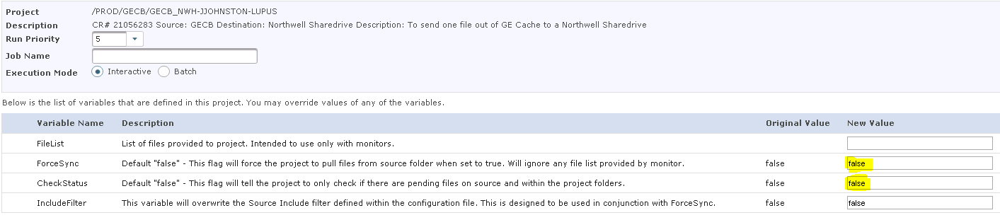 Project /PROD/GECB/GECB_NWH-JJOHNSTON-LUPUS
Description CR# 21056283 Source: GECB Destination: Northwell Sharedrive Description: To send one file out of GE Cache to a Northwell Sharedrive
Run Priority 5
Job Name
Execution Mode Interactive Batch
Below is the list of variables that are defined in this project. You may override values of any of the variables.
Variable Name Description Original Value New Value
FileList List of files provided to project. Intended to use only with monitors.
ForceSync Default "false" - This flag will force the project to pull files from source folder when set to true. Will ignore any file list provided by monitor. false false
CheckStatus Default "false" - This flag will tell the project to only check if there are pending files on source and within the project folders. false false
IncludeFilter This variable will overwrite the Source Include filter defined within the configuration file. This is designed to be used in conjunction with ForceSync. false false